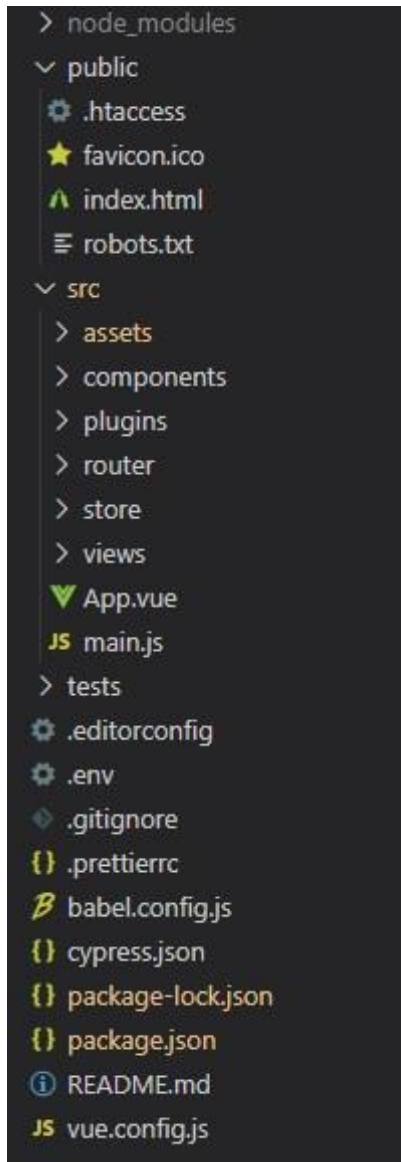 node_modules
public
.htaccess
favicon.ico
index.html
robots.txt
src
assets
components
plugins
router
store
views
App.vue
JS main.js
tests
.editorconfig
.env
.gitignore
{} .prettierrc
babel.config.js
{} cypress.json
{} package-lock.json
{} package.json
README.md
JS vue.config.js